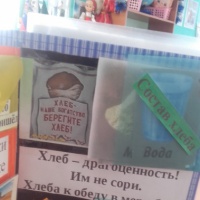 ХЛЕБ-
НАШЕ БОГАТСТВО
БЕРЕГИТЕ
ХЛЕБ!
Состав хлеба
Вода
Хлеб – драгоценность!
Им не сори.
Хлеба к обеду в